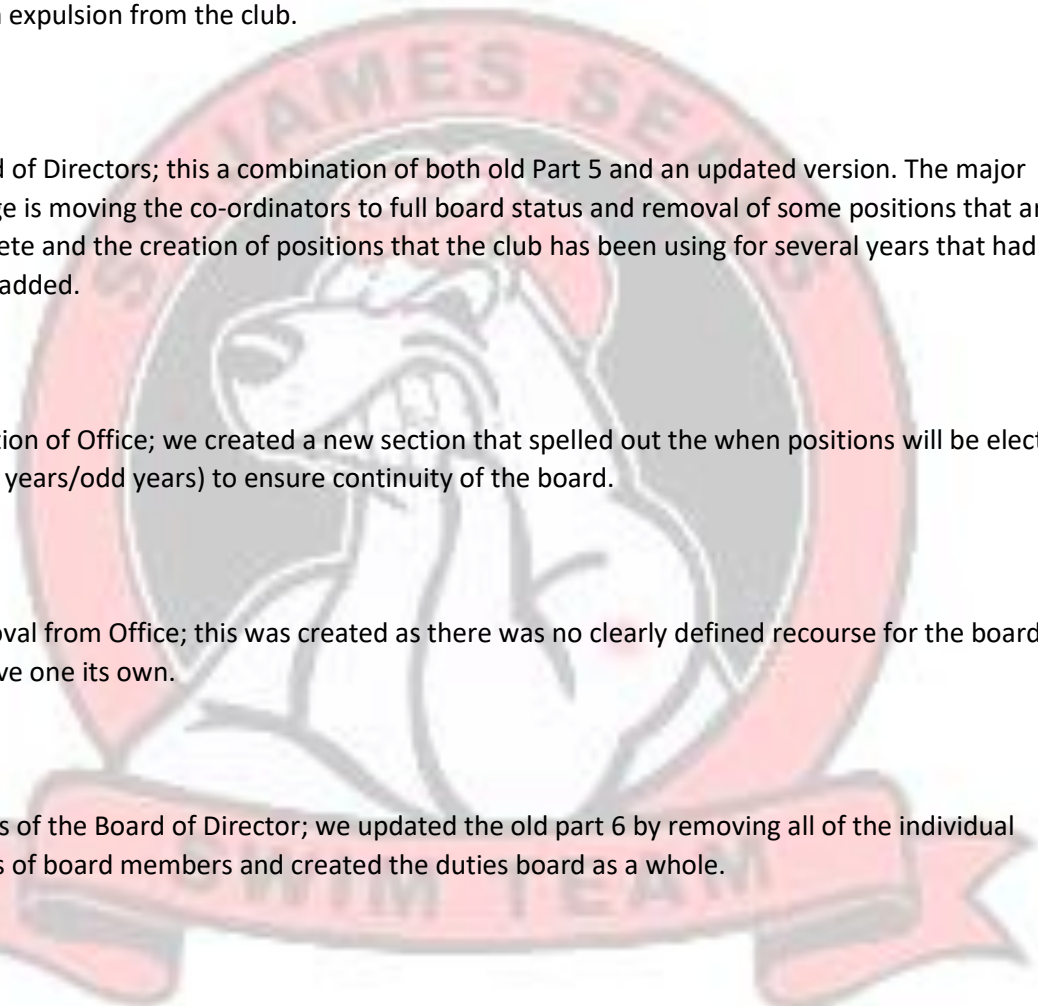 n expulsion from the club.
d of Directors; this a combination of both old Part 5 and an updated version. The major
ge is moving the co-ordinators to full board status and removal of some positions that ar
ete and the creation of positions that the club has been using for several years that had
added.
tion of Office; we created a new section that spelled out the when positions will be elect
years/odd years) to ensure continuity of the board.
oval from Office; this was created as there was no clearly defined recourse for the board
ve one its own.
s of the Board of Director; we updated the old part 6 by removing all of the individual
s of board members and created the duties board as a whole.
ST. JAMES SEALS
SWIM TEAM